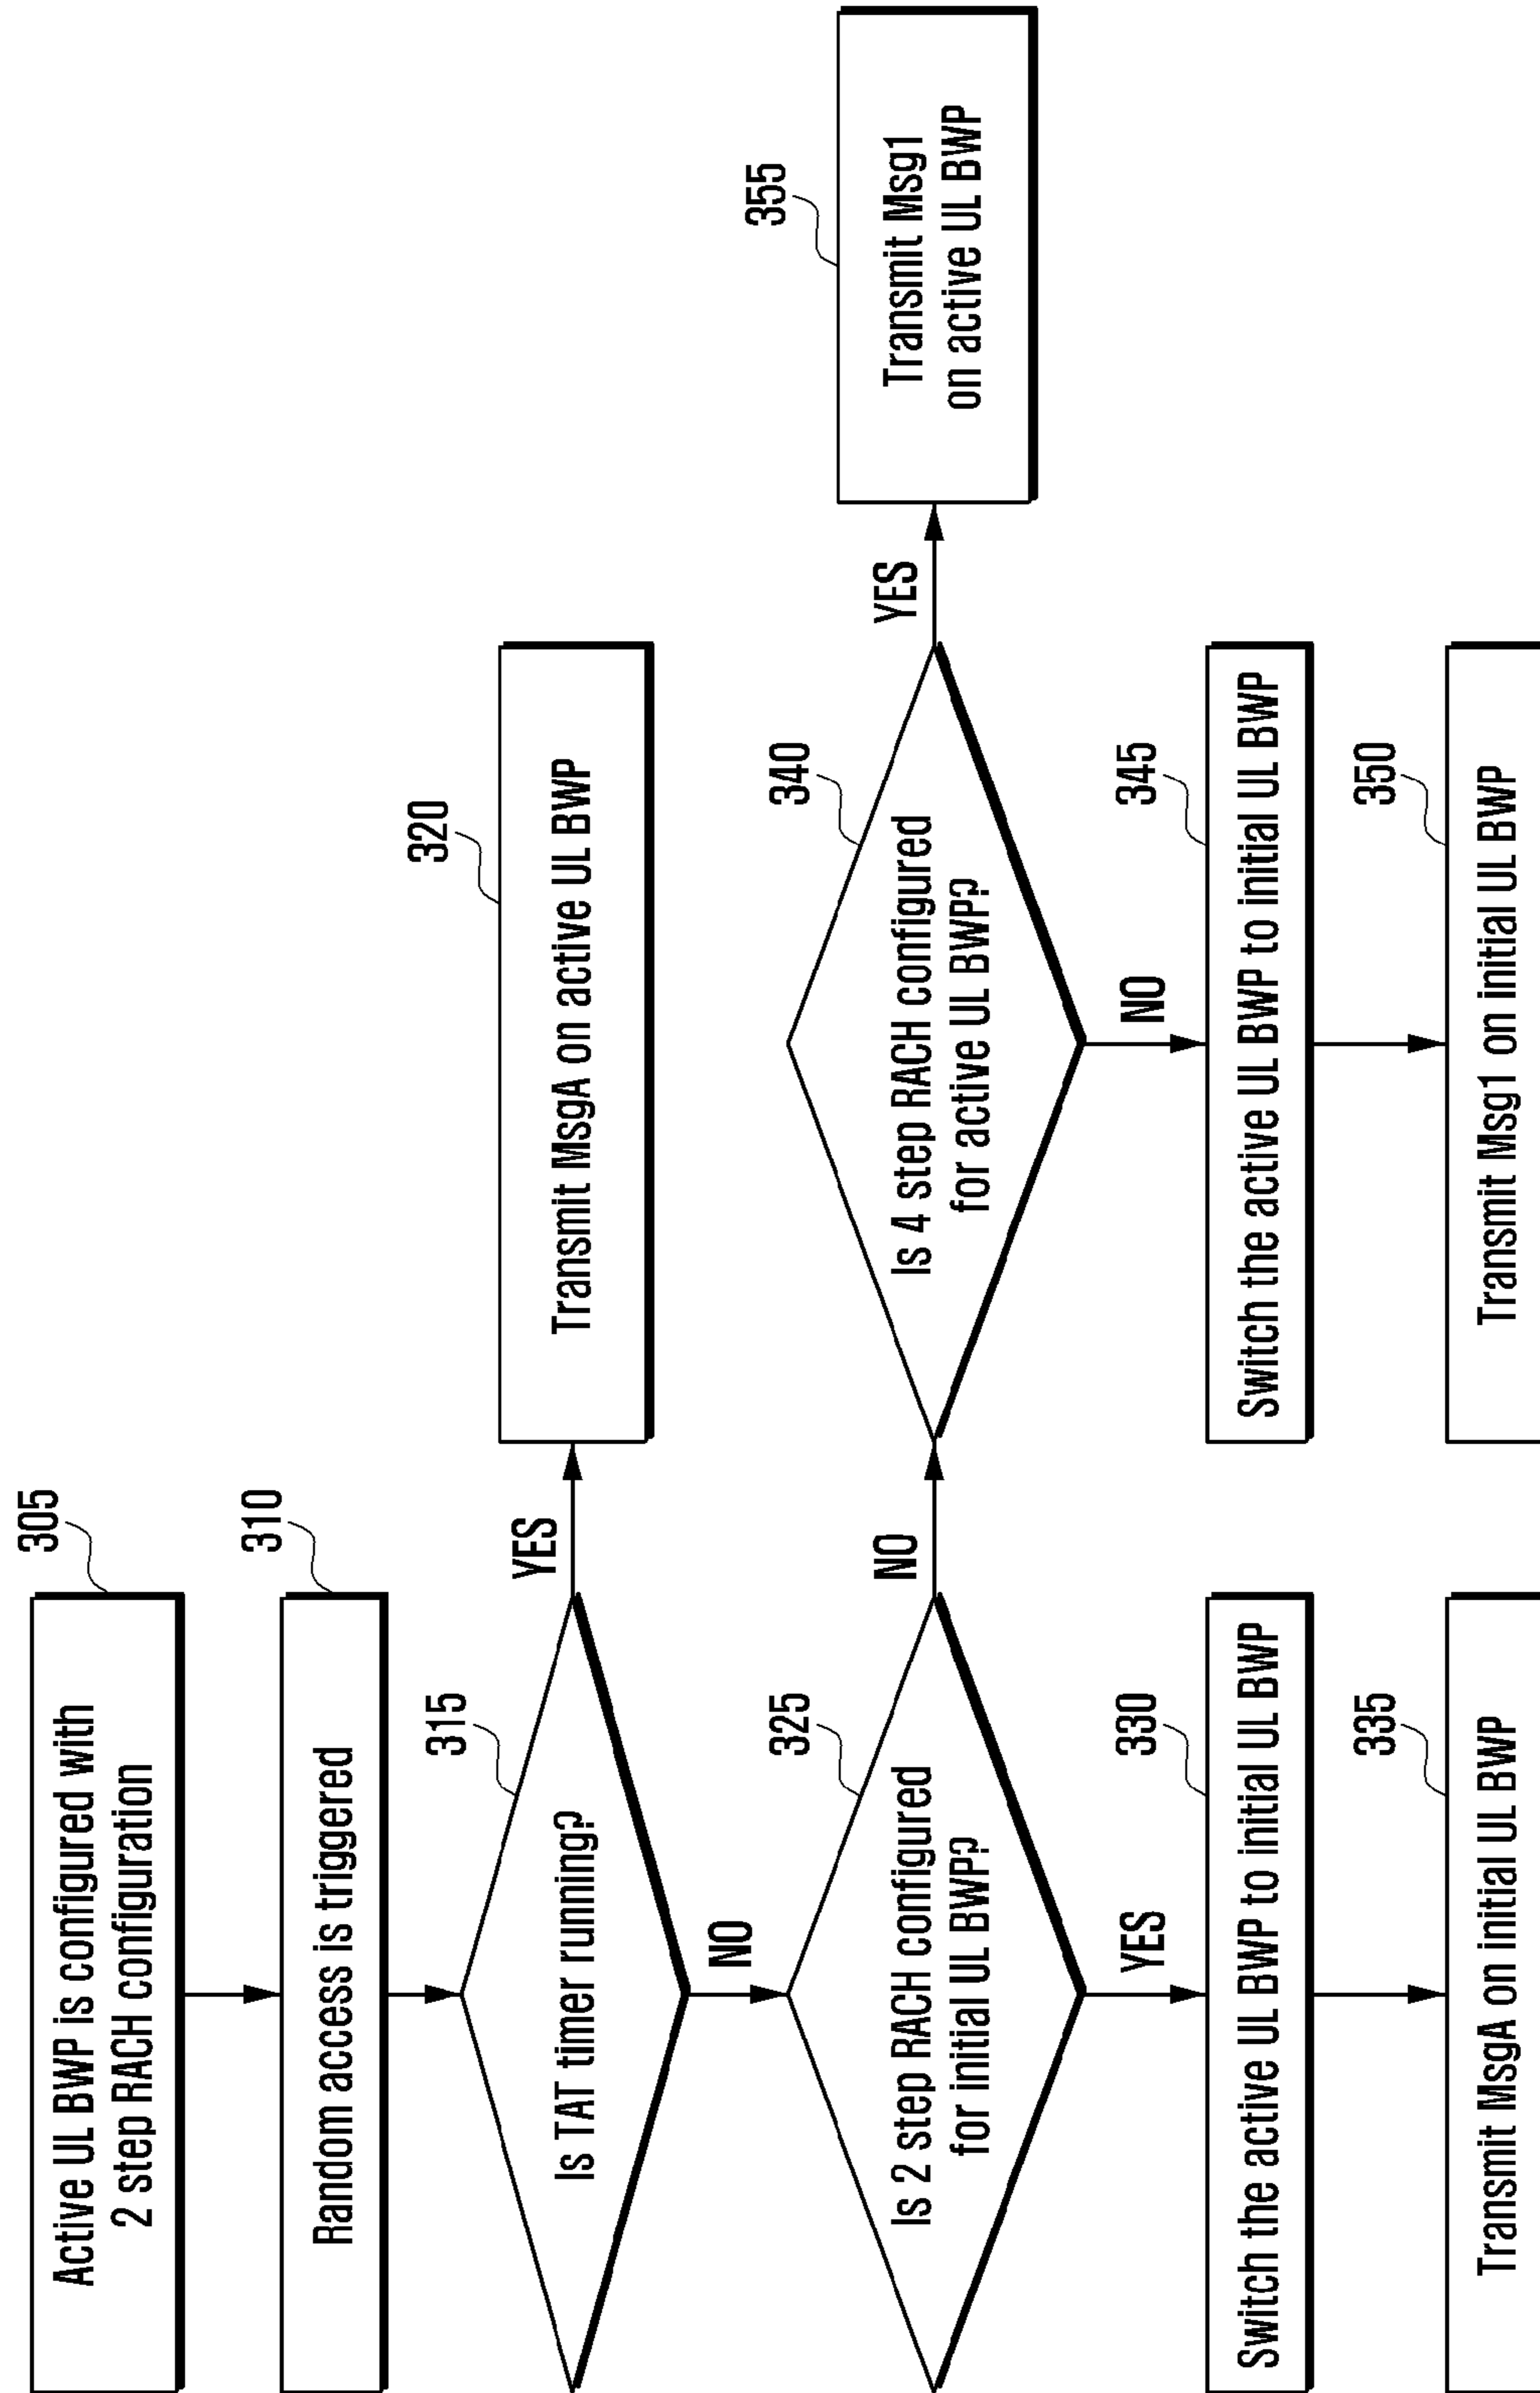 305
Active UL BWP is configured with
2 step RACH configuration
310
Random access is triggered
315
Is TAT timer running?
YES
320
Transmit MsgA on active UL BWP
NO
325
Is 2 step RACH configured
for initial UL BWP?
NO
340
Is 4 step RACH configured
for active UL BWP?
YES
355
Transmit Msg1
on active UL BWP
YES
330
Switch the active UL BWP to initial UL BWP
335
Transmit MsgA on initial UL BWP
NO
345
Switch the active UL BWP to initial UL BWP
350
Transmit Msg1 on initial UL BWP